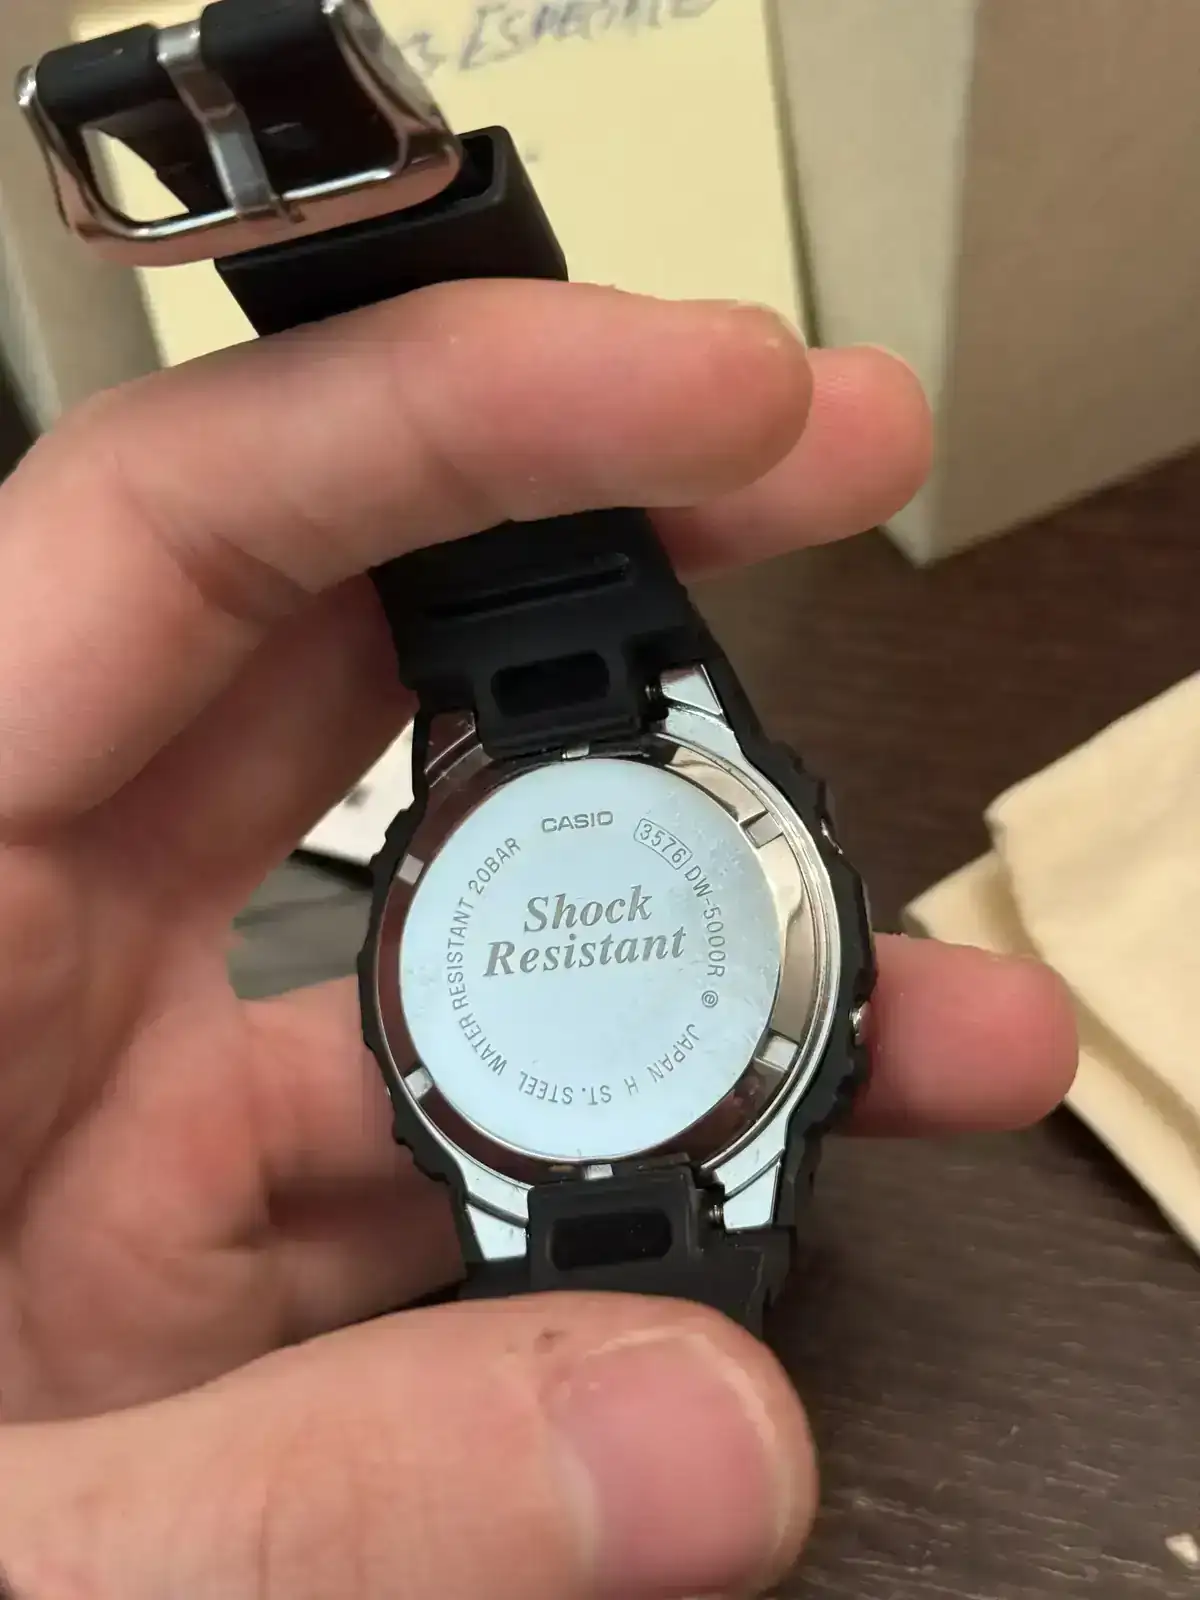 CASIO
3576 DW-5000R ⓔ JAPAN H ST. STEEL WATER RESISTANT 20BAR
Shock
Resistant